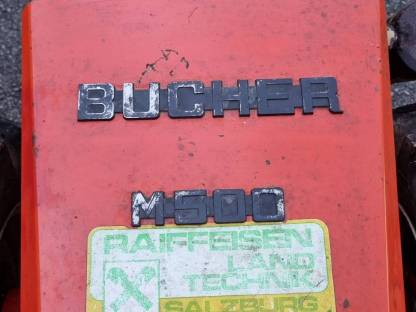 BUCHER
M500
RAIFFEISEN
LAND
TECHNIK
SALZBURG